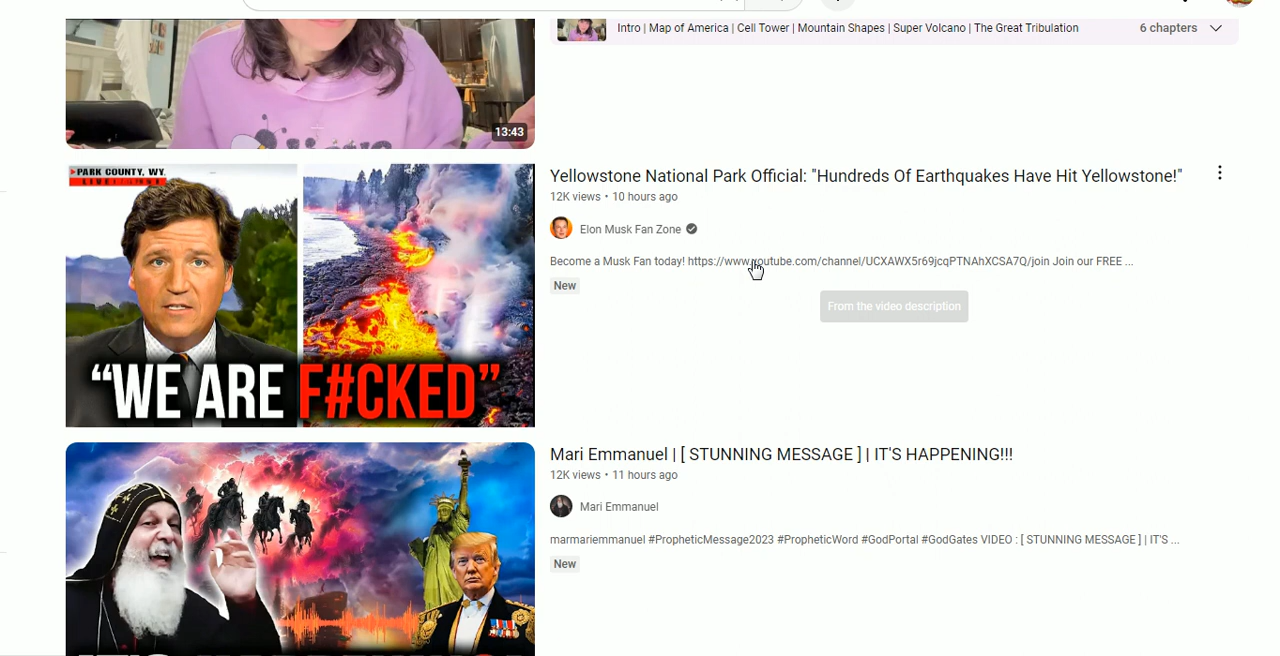 Intro | Map of America | Cell Tower | Mountain Shapes | Super Volcano | The Great Tribulation
6 chapters
13:43
PARK COUNTY, WY
LIVE
“WE ARE F#CKED”
Yellowstone National Park Official: "Hundreds Of Earthquakes Have Hit Yellowstone!"
12K views • 10 hours ago
Elon Musk Fan Zone
Become a Musk Fan today! https://www.youtube.com/channel/UCXAWX5r69jcqPTNAhXCSA7Q/join Join our FREE ...
New
From the video description
Mari Emmanuel | [ STUNNING MESSAGE ] | IT'S HAPPENING!!!
12K views • 11 hours ago
Mari Emmanuel
marmariemmanuel #PropheticMessage2023 #PropheticWord #GodPortal #GodGates VIDEO : [ STUNNING MESSAGE ] | IT'S ...
New